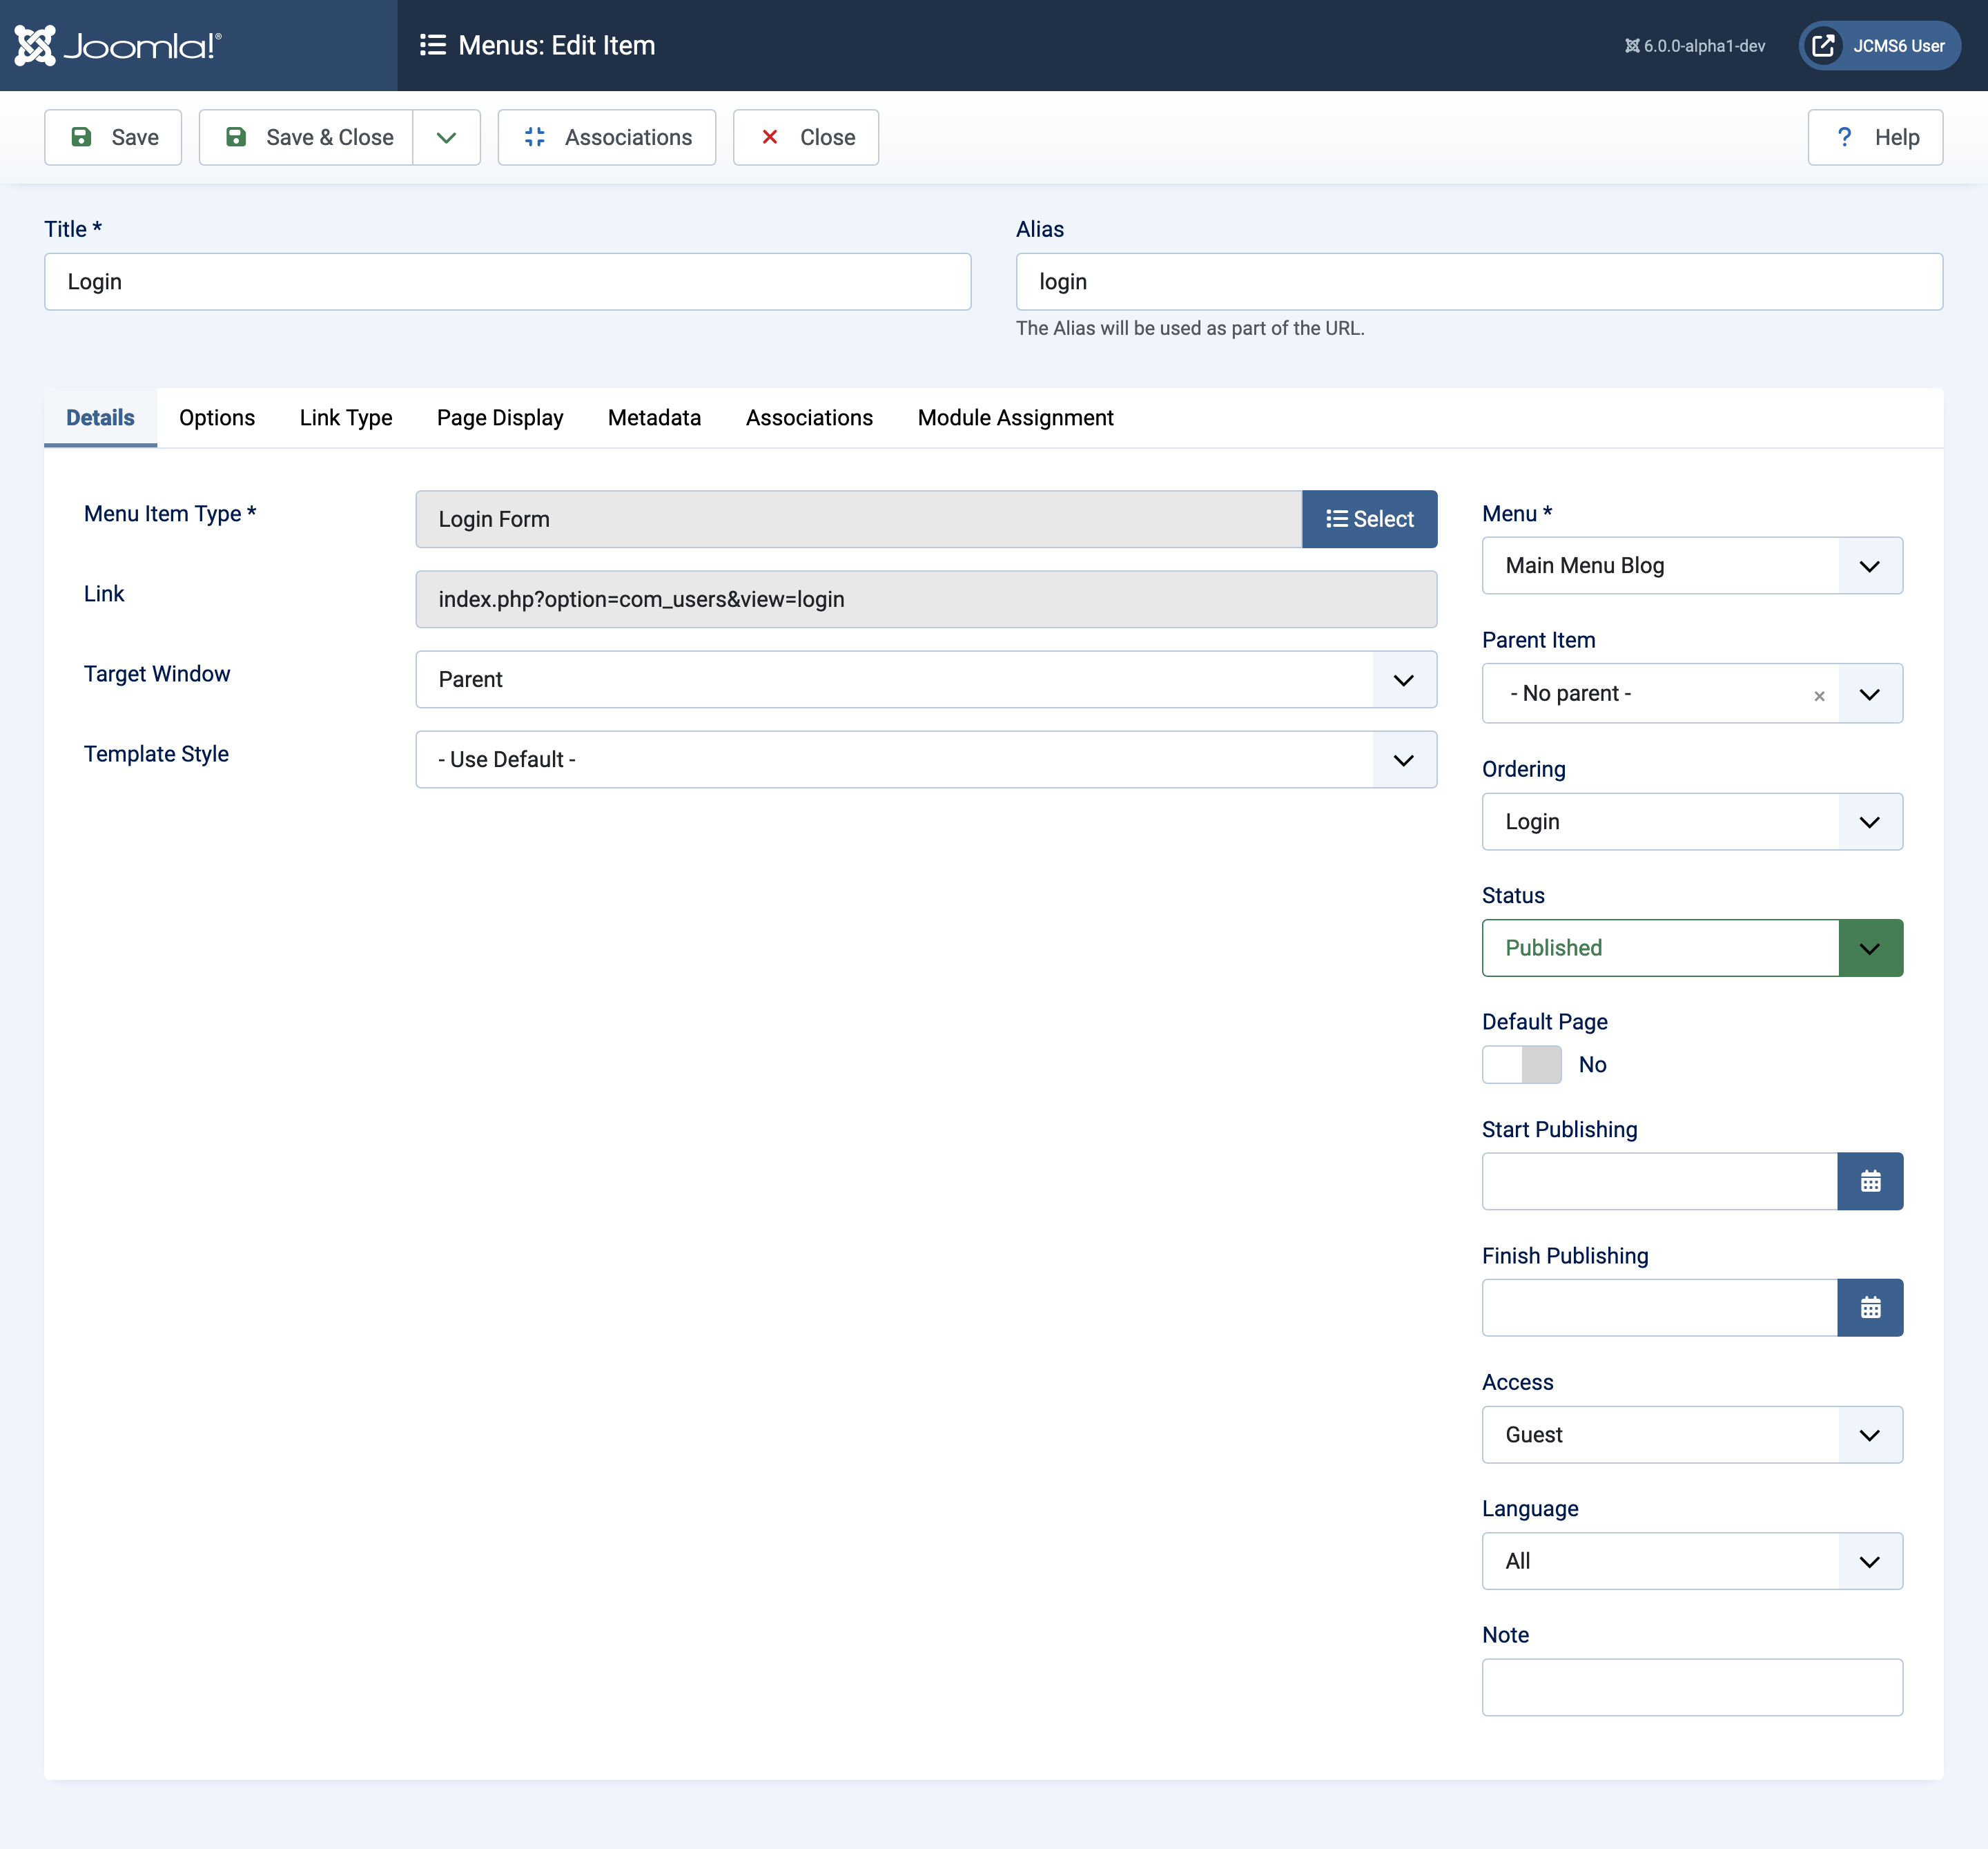 Joomla!®
Menus: Edit Item
6.0.0-alpha1-dev
JCMS6 User
Save
Save & Close
Associations
Close
? Help
Title *
Login
Alias
login
The Alias will be used as part of the URL.
Details Options Link Type Page Display Metadata Associations Module Assignment
Menu Item Type *
Login Form
Select
Link
index.php?option=com_users&view=login
Target Window
Parent
Template Style
- Use Default -
Menu *
Main Menu Blog
Parent Item
- No parent -
Ordering
Login
Status
Published
Default Page
No
Start Publishing
Finish Publishing
Access
Guest
Language
All
Note